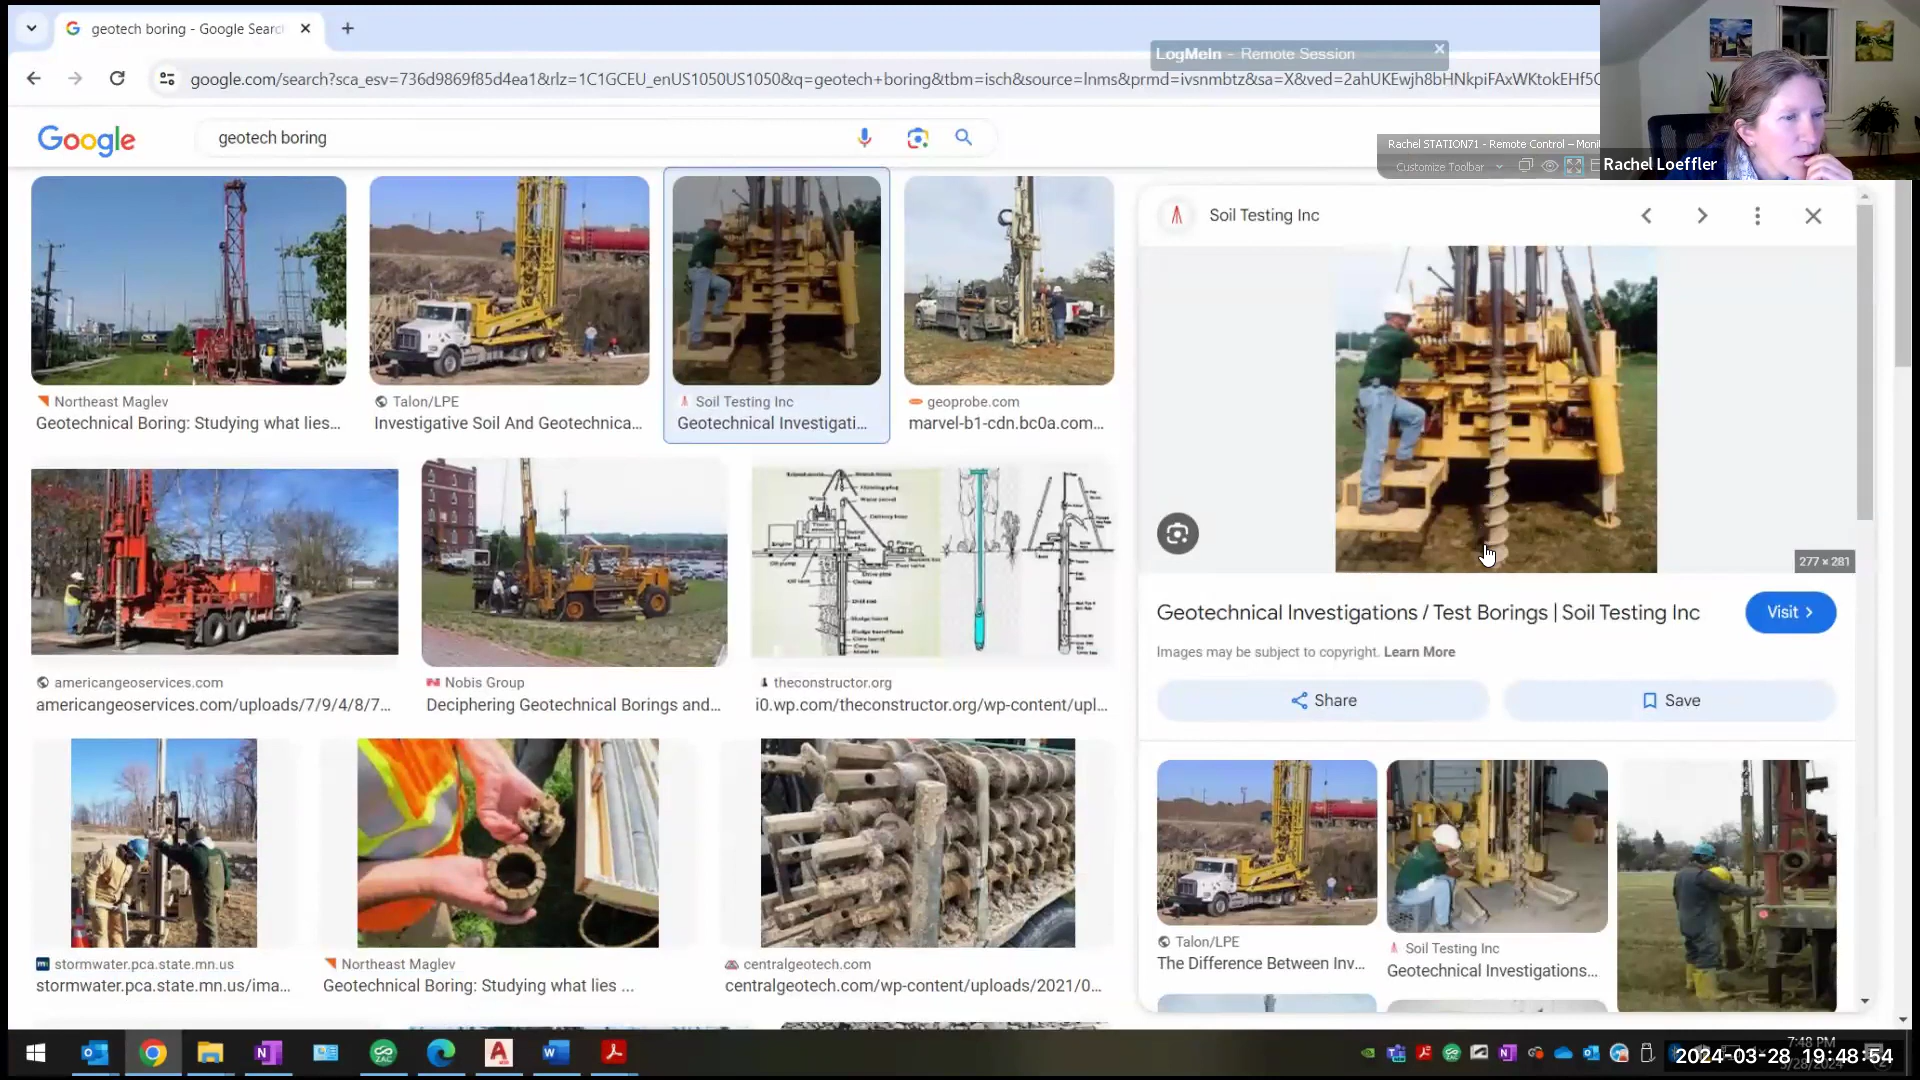 geotech boring - Google Searc
LogMeIn - Remote Session
google.com/search?sca_esv=736d9869f85d4ea1&rlz=1C1GCEU_enUS1050US1050&q=geotech+boring&tbm=isch&source=lnms&prmd=ivsnmbtz&sa=X&ved=2ahUKEwjh8bHNkpiFAxWKtokEHf5C
Google
geotech boring
Rachel STATION71 - Remote Control – Moni
Customize Toolbar
Rachel Loeffler
Soil Testing Inc
Northeast Maglev
Geotechnical Boring: Studying what lies...
Talon/LPE
Investigative Soil And Geotechnica...
Soil Testing Inc
Geotechnical Investigati...
geoprobe.com
marvel-b1-cdn.bc0a.com...
277 × 281
Geotechnical Investigations / Test Borings | Soil Testing Inc
Visit
Images may be subject to copyright. Learn More
Share
Save
americangeoservices.com
americangeoservices.com/uploads/7/9/4/8/7...
Nobis Group
Deciphering Geotechnical Borings and...
theconstructor.org
i0.wp.com/theconstructor.org/wp-content/upl...
stormwater.pca.state.mn.us
stormwater.pca.state.mn.us/ima...
Northeast Maglev
Geotechnical Boring: Studying what lies ...
centralgeotech.com
centralgeotech.com/wp-content/uploads/2021/0...
Talon/LPE
The Difference Between Inv...
Soil Testing Inc
Geotechnical Investigations...
7:48 PM
2024-03-28 19:48:54